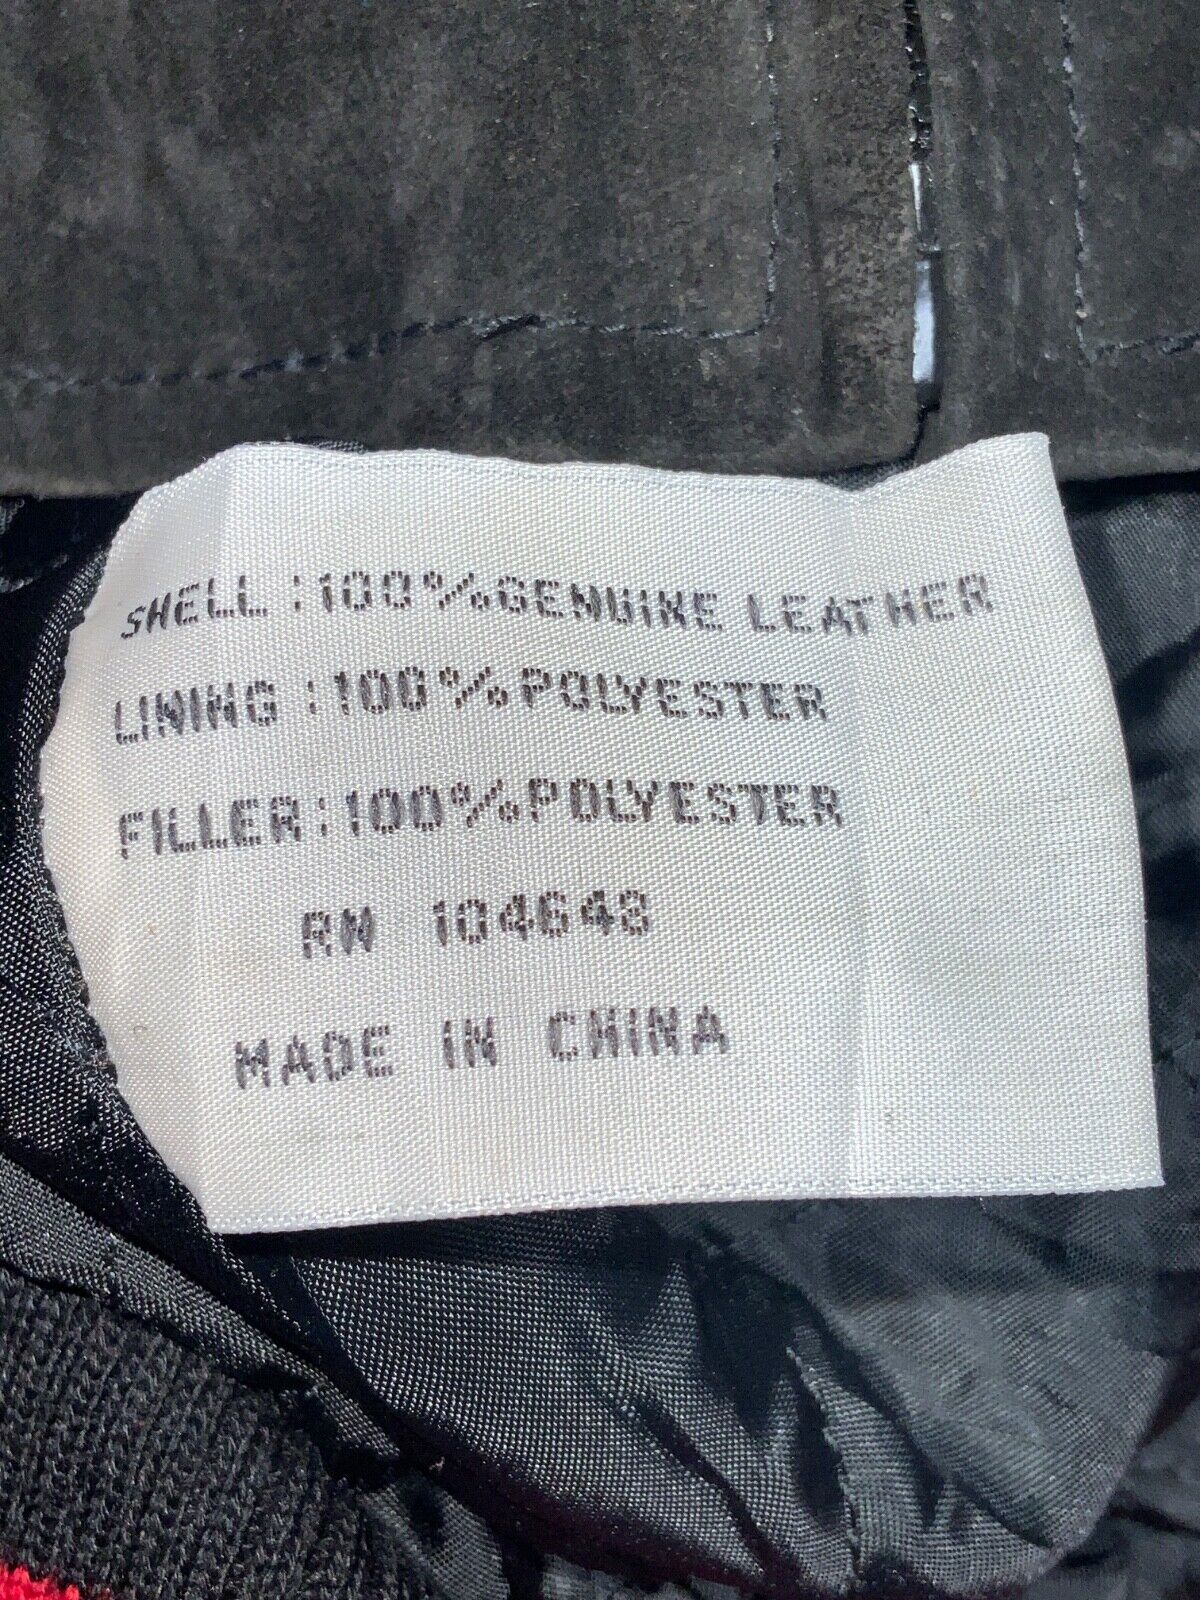 SHELL :100%GENUINE LEATHER
LINING :100%POLYESTER
FILLER:100%POLYESTER
RN 104648
MADE IN CHINA